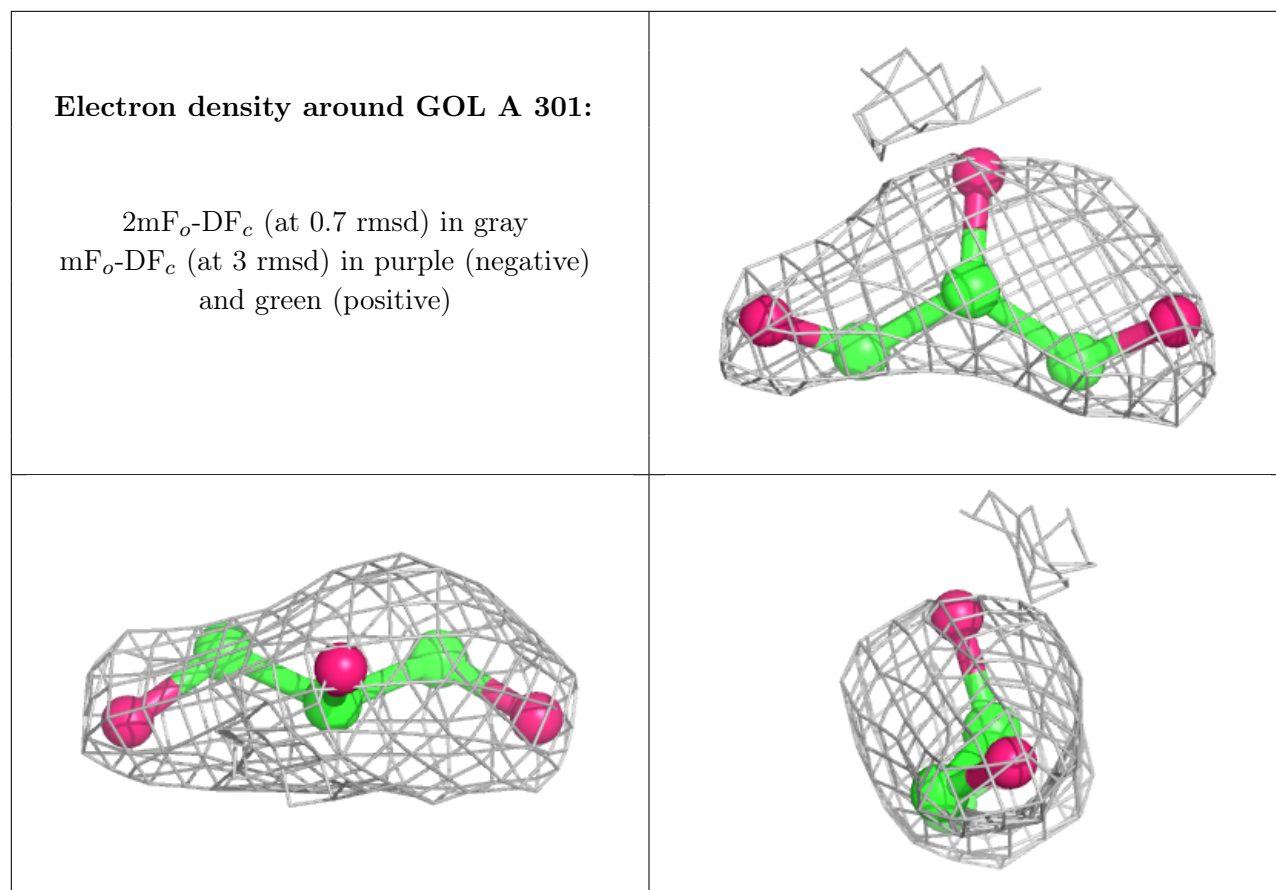 Electron density around GOL A 301:
2mFo-DFc (at 0.7 rmsd) in gray
mFo-DFc (at 3 rmsd) in purple (negative)
and green (positive)